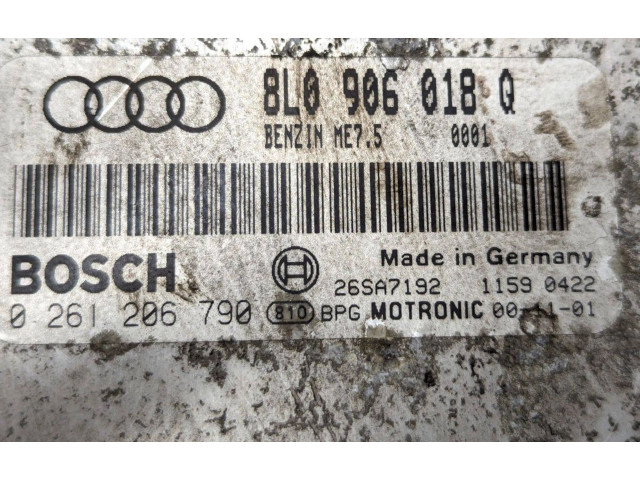 8L0 906 018 Q
BENZIN ME7.5 0001
BOSCH
Made in Germany
26SA7192 1159 0422
0 261 206 790 810 BPG MOTRONIC 00-11-01